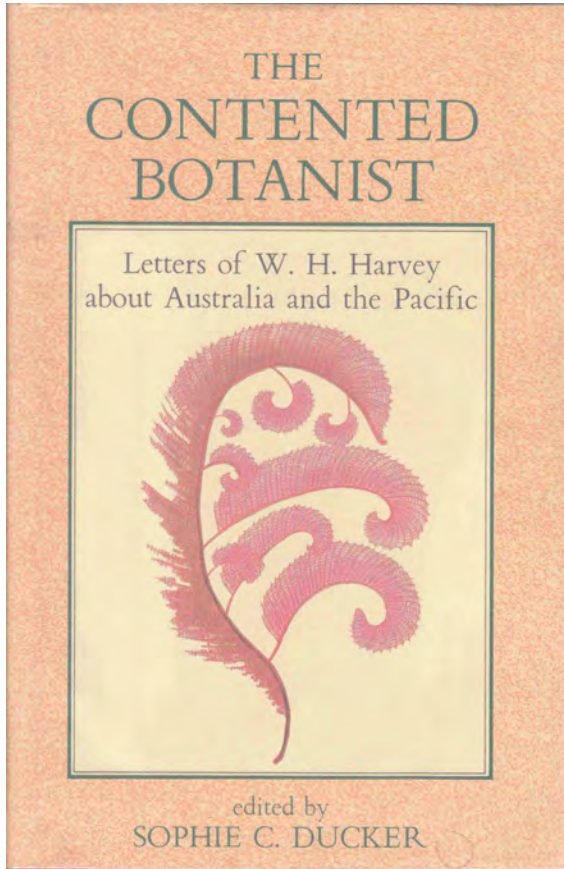 THE
CONTENTED
BOTANIST
Letters of W. H. Harvey
about Australia and the Pacific
edited by
SOPHIE C. DUCKER